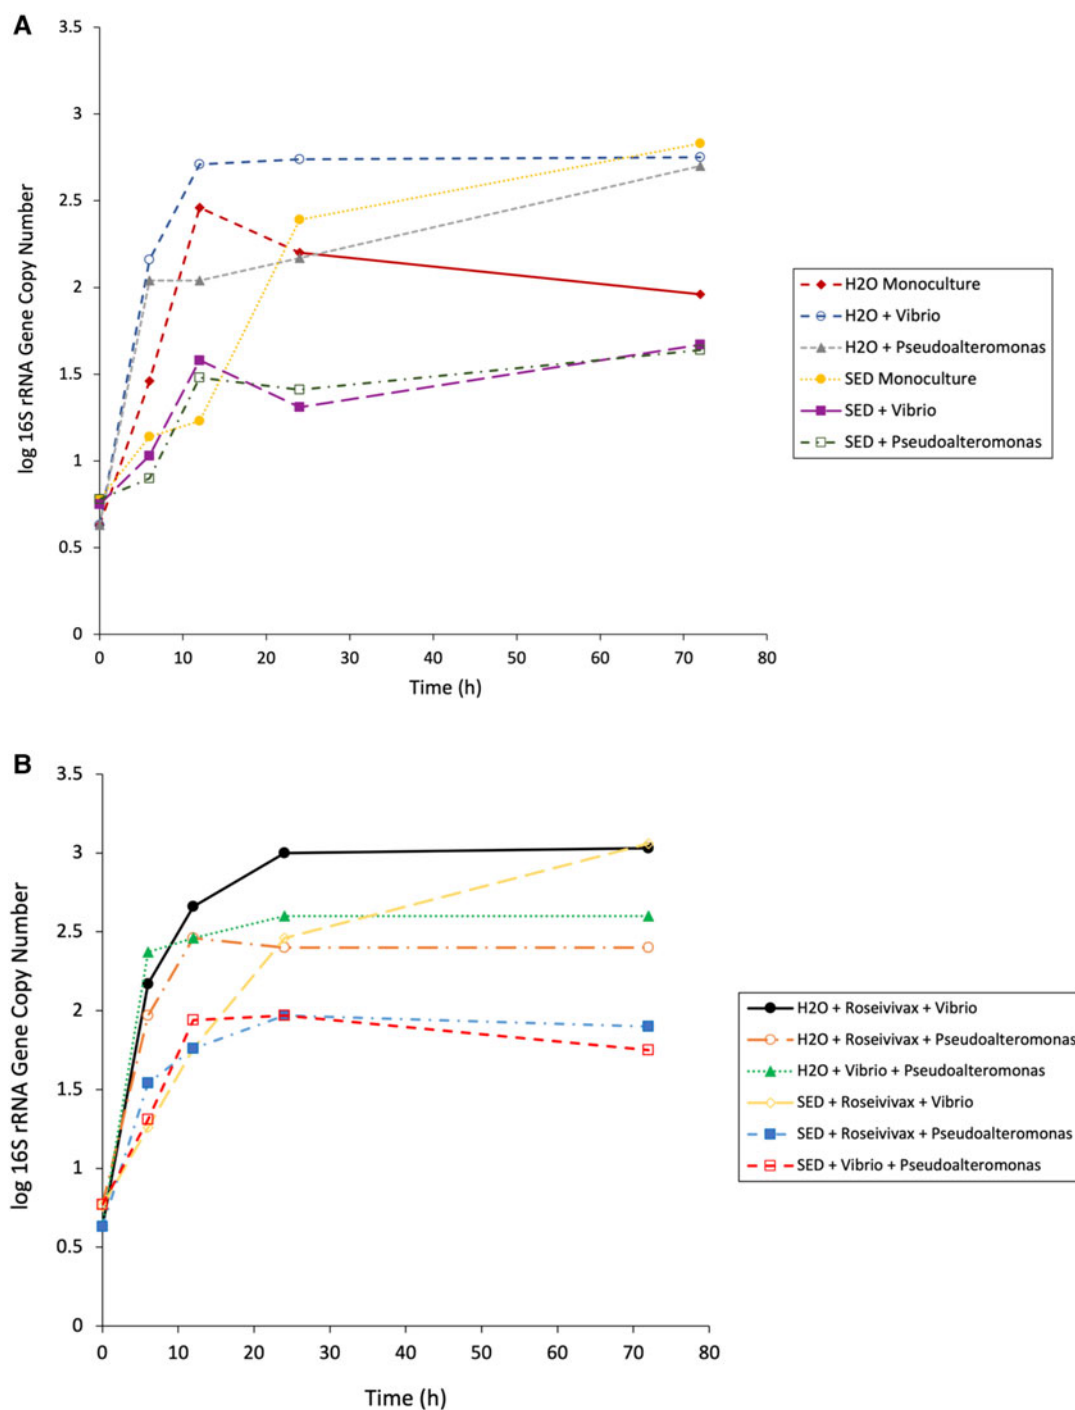 A
3.5
3
2.5
2
1.5
1
0.5
0
0 10 20 30 40 50 60 70 80
log 16S rRNA Gene Copy Number
Time (h)
H2O Monoculture
H2O + Vibrio
H2O + Pseudoalteromonas
SED Monoculture
SED + Vibrio
SED + Pseudoalteromonas
B
3.5
3
2.5
2
1.5
1
0.5
0
0 10 20 30 40 50 60 70 80
log 16S rRNA Gene Copy Number
Time (h)
H2O + Roseivivax + Vibrio
H2O + Roseivivax + Pseudoalteromonas
H2O + Vibrio + Pseudoalteromonas
SED + Roseivivax + Vibrio
SED + Roseivivax + Pseudoalteromonas
SED + Vibrio + Pseudoalteromonas